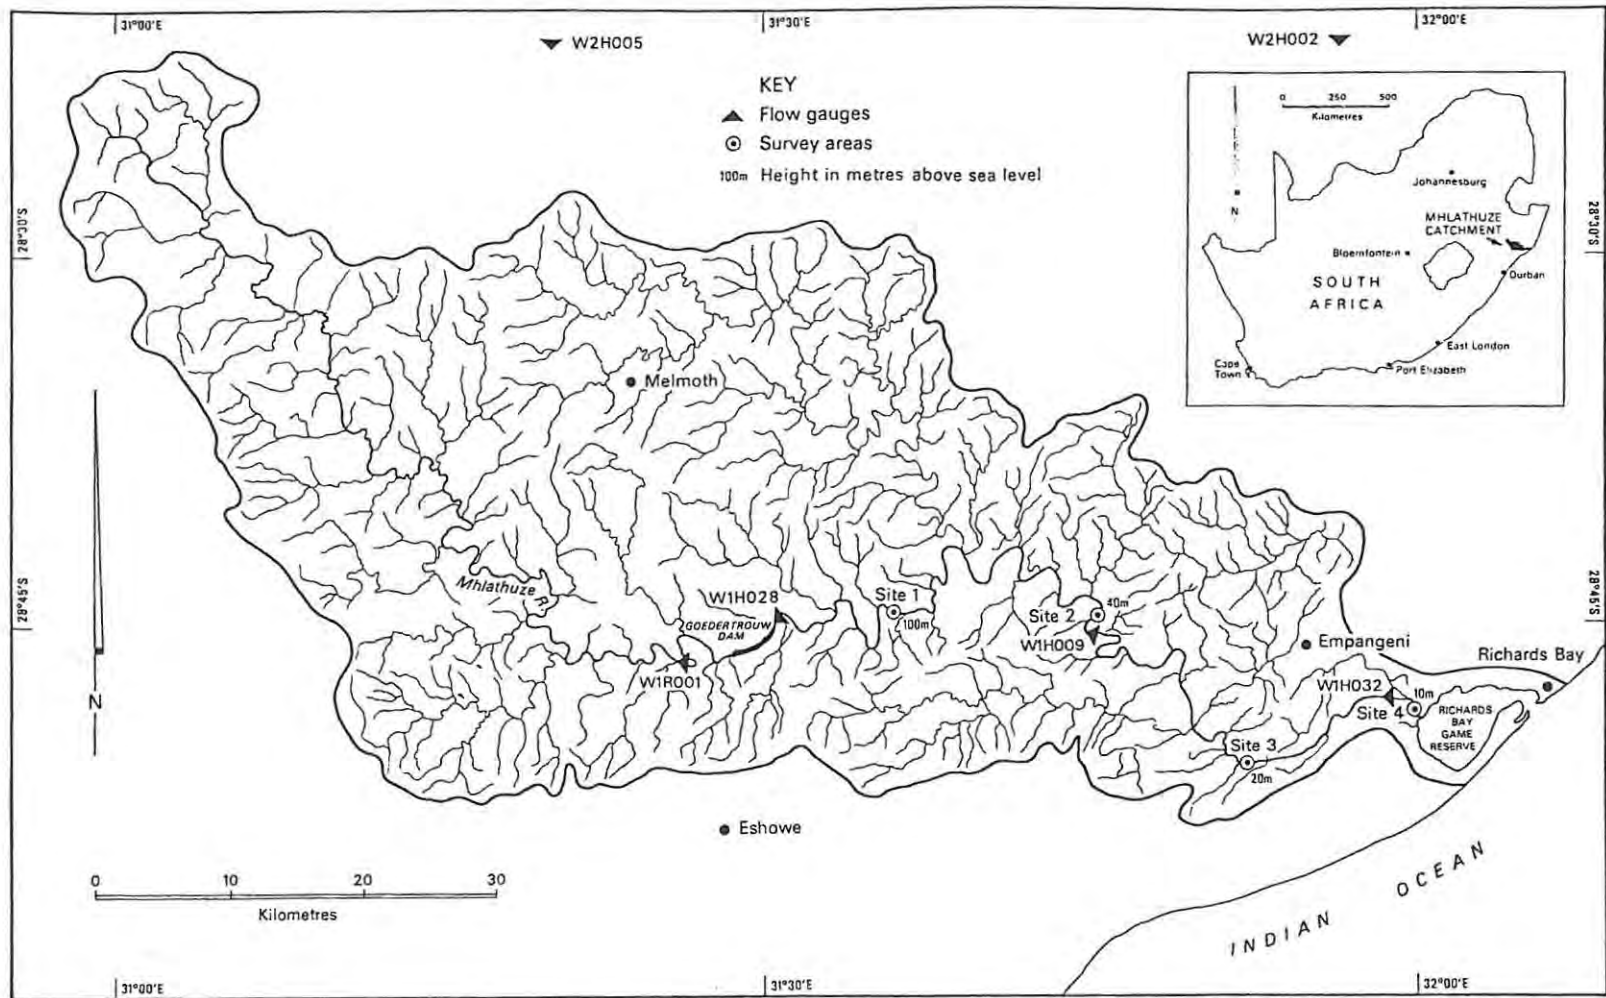 31°00'E
31°30'E
32°00'E
W2H005
W2H002
KEY
Flow gauges
Survey areas
100m Height in metres above sea level
0 250 500
Kilometres
N
Johannesburg
MHLATHUZE
CATCHMENT
Bloemfontein
Durban
SOUTH
AFRICA
East London
Cape
Town
Port Elizabeth
28°30'S
28°30'S
Melmoth
Mhlathuze R.
W1H028
GOEDERTROUW
DAM
W1R001
Site 1
100m
Site 2
40m
W1H009
28°45'S
28°45'S
Empangeni
Richards Bay
W1H032
10m
Site 4
RICHARDS
BAY
GAME
RESERVE
Site 3
20m
N
Eshowe
0 10 20 30
Kilometres
INDIAN OCEAN
31°00'E
31°30'E
32°00'E